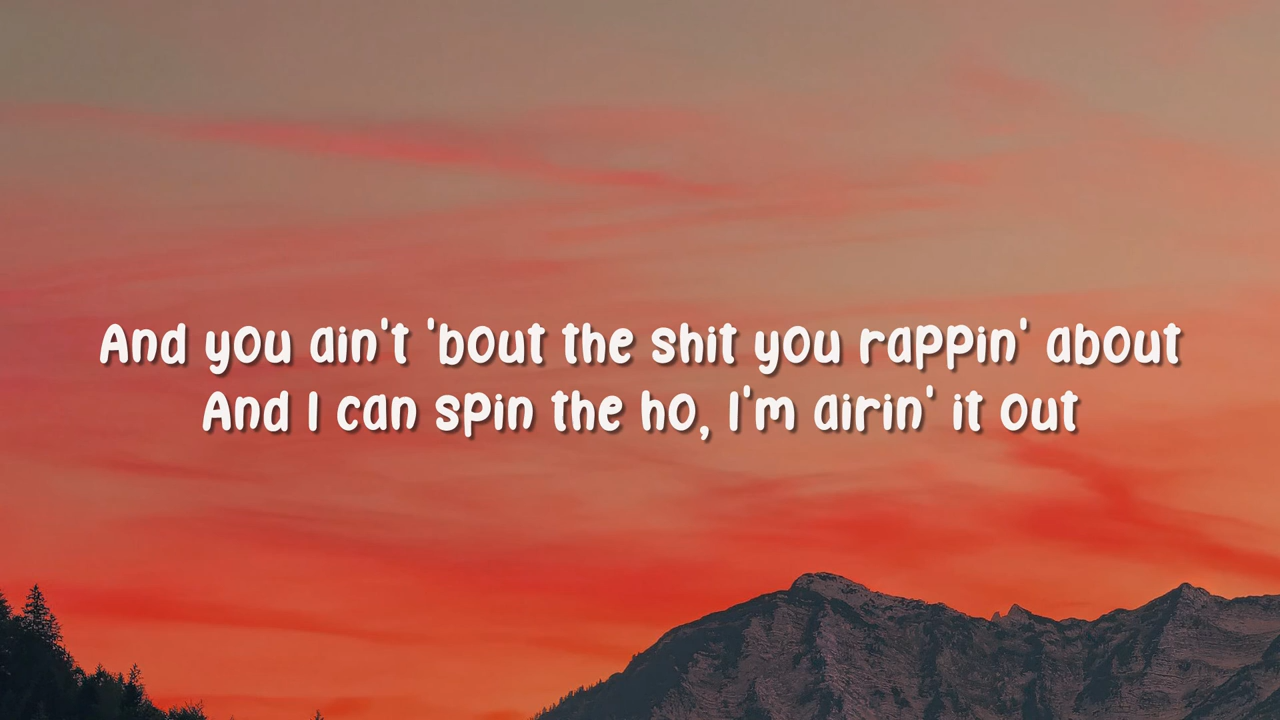 And you ain't 'bout the shit you rappin' about
And I can spin the ho, I'm airin' it out